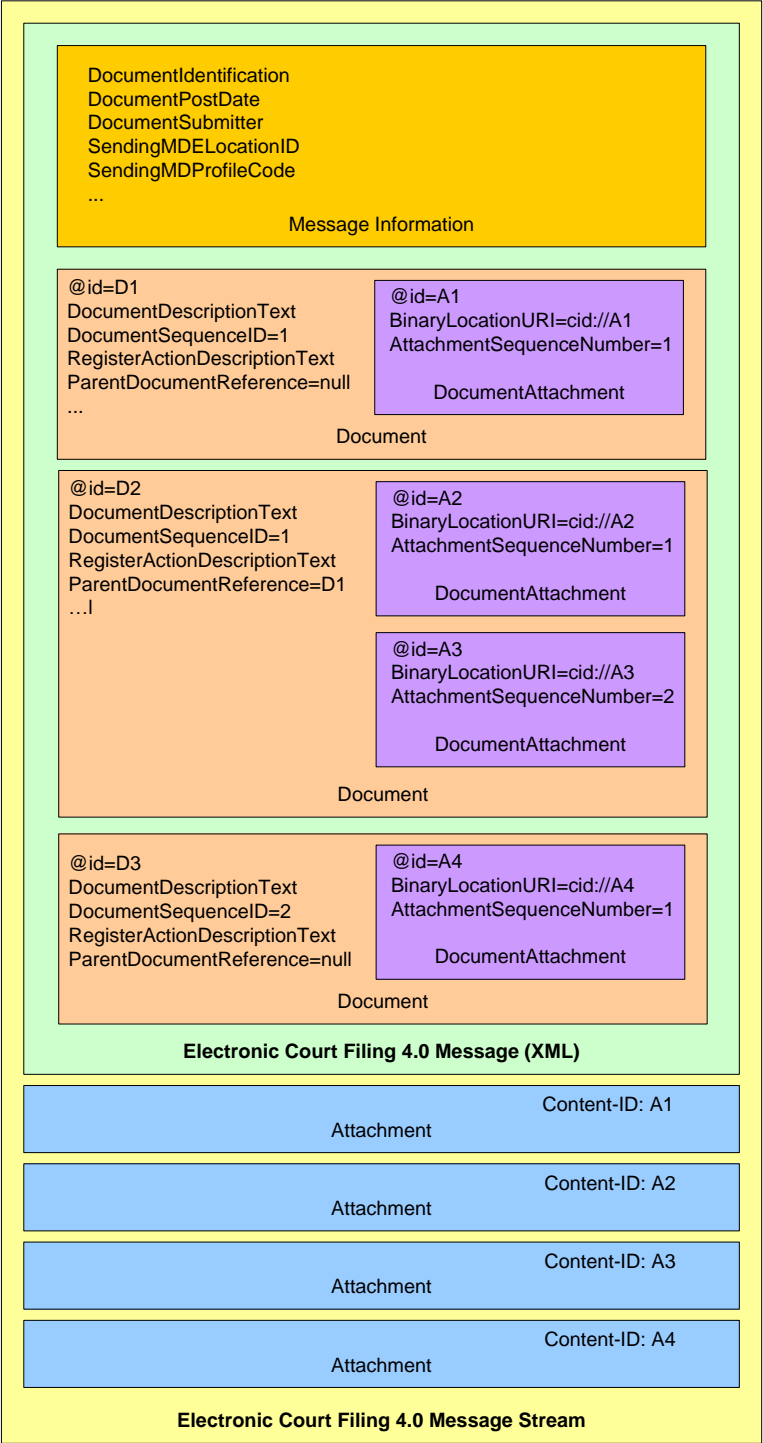 DocumentIdentification
DocumentPostDate
DocumentSubmitter
SendingMDELocationID
SendingMDProfileCode
...
Message Information
@id=D1
DocumentDescriptionText
DocumentSequenceID=1
RegisterActionDescriptionText
ParentDocumentReference=null
...
@id=A1
BinaryLocationURI=cid://A1
AttachmentSequenceNumber=1
DocumentAttachment
Document
@id=D2
DocumentDescriptionText
DocumentSequenceID=1
RegisterActionDescriptionText
ParentDocumentReference=D1
…l
@id=A2
BinaryLocationURI=cid://A2
AttachmentSequenceNumber=1
DocumentAttachment
@id=A3
BinaryLocationURI=cid://A3
AttachmentSequenceNumber=2
DocumentAttachment
Document
@id=D3
DocumentDescriptionText
DocumentSequenceID=2
RegisterActionDescriptionText
ParentDocumentReference=null
@id=A4
BinaryLocationURI=cid://A4
AttachmentSequenceNumber=1
DocumentAttachment
Document
Electronic Court Filing 4.0 Message (XML)
Content-ID: A1
Attachment
Content-ID: A2
Attachment
Content-ID: A3
Attachment
Content-ID: A4
Attachment
Electronic Court Filing 4.0 Message Stream